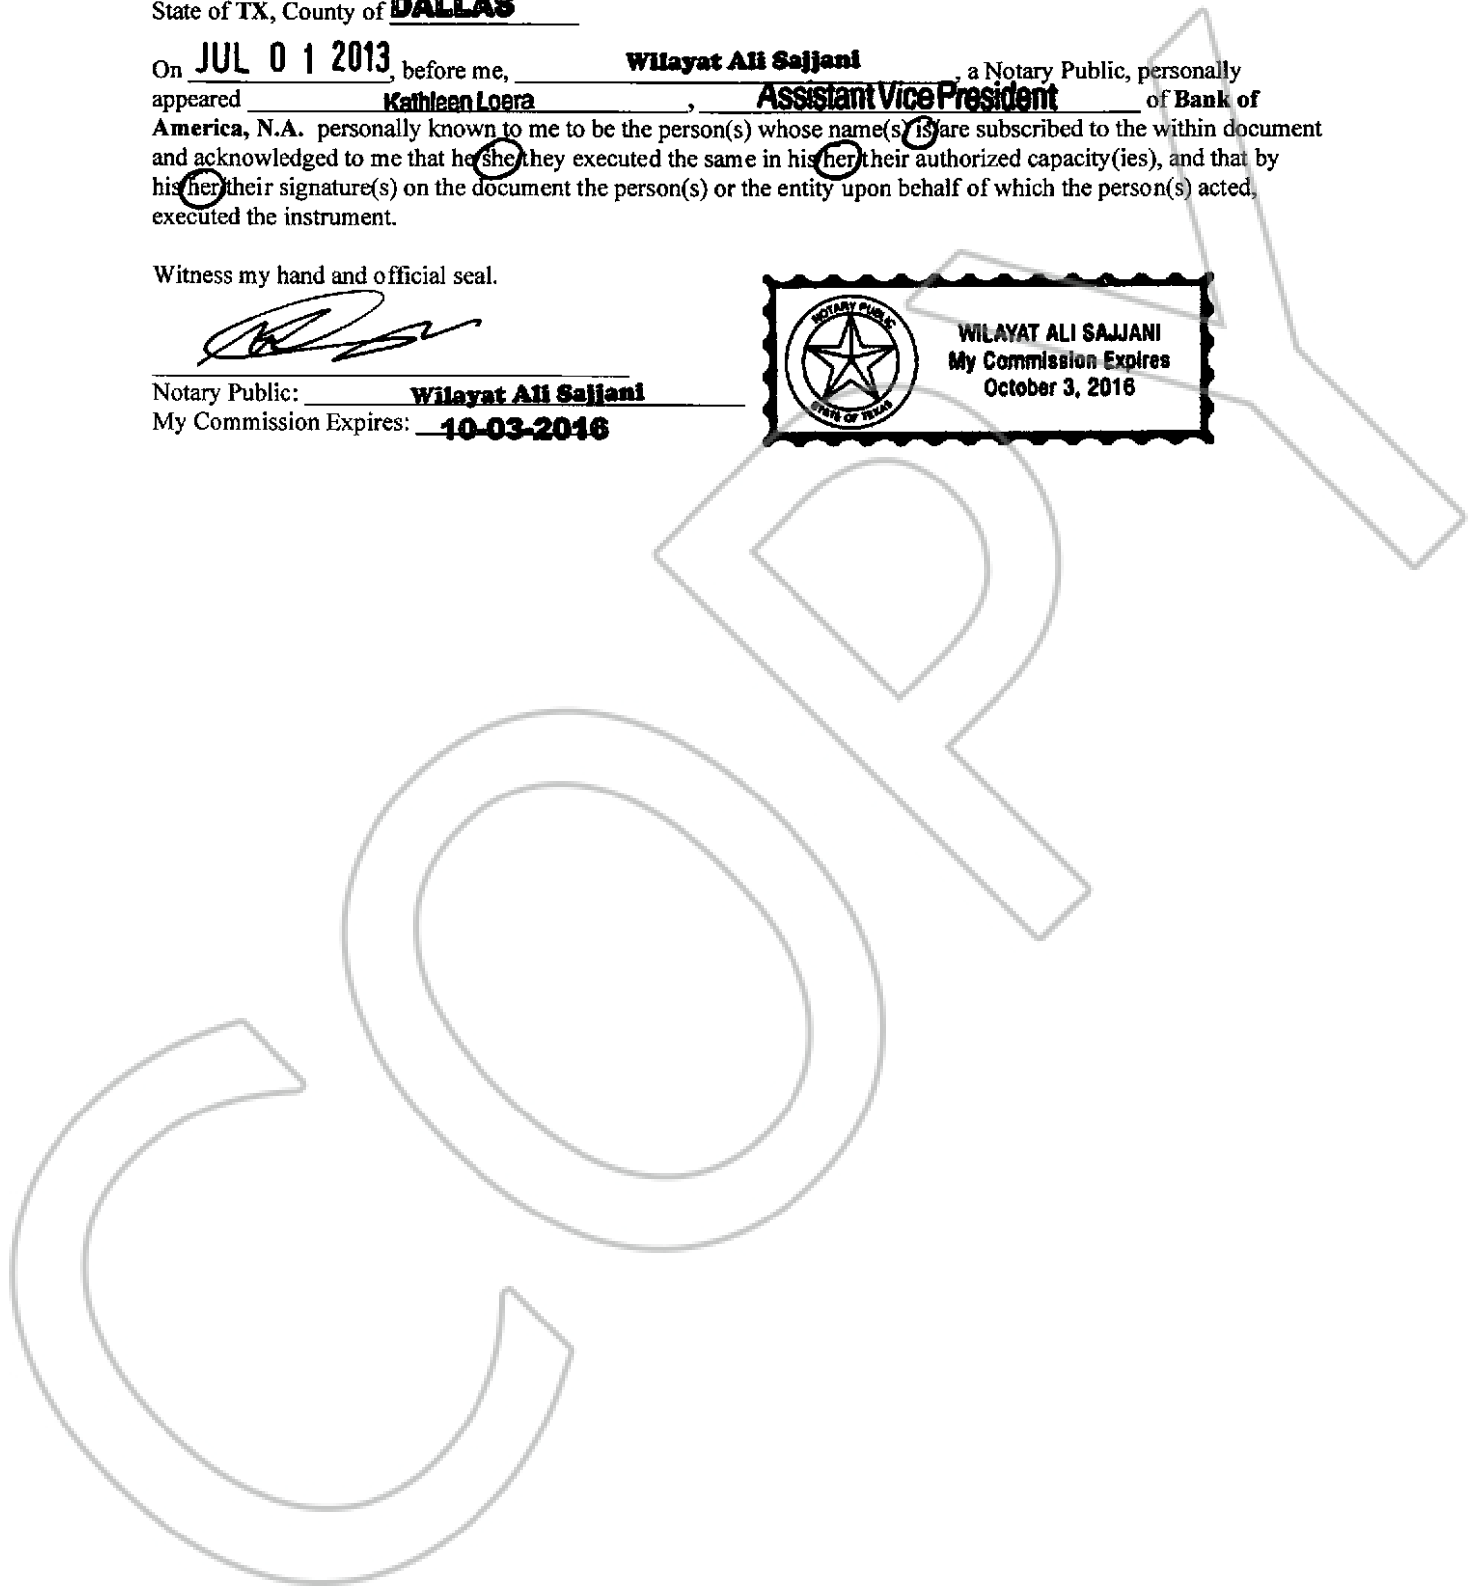 State of TX, County of DALLAS
On JUL 0 1 2013, before me, Wilayat Ali Sajjani, a Notary Public, personally
appeared Kathleen Loera, Assistant Vice President of Bank of
America, N.A. personally known to me to be the person(s) whose name(s) is/are subscribed to the within document
and acknowledged to me that he/she/they executed the same in his/her/their authorized capacity(ies), and that by
his/her/their signature(s) on the document the person(s) or the entity upon behalf of which the person(s) acted,
executed the instrument.
Witness my hand and official seal.
Notary Public: Wilayat Ali Sajjani
My Commission Expires: 10-03-2016
NOTARY PUBLIC
STATE OF TEXAS
WILAYAT ALI SAJJANI
My Commission Expires
October 3, 2016
COPY